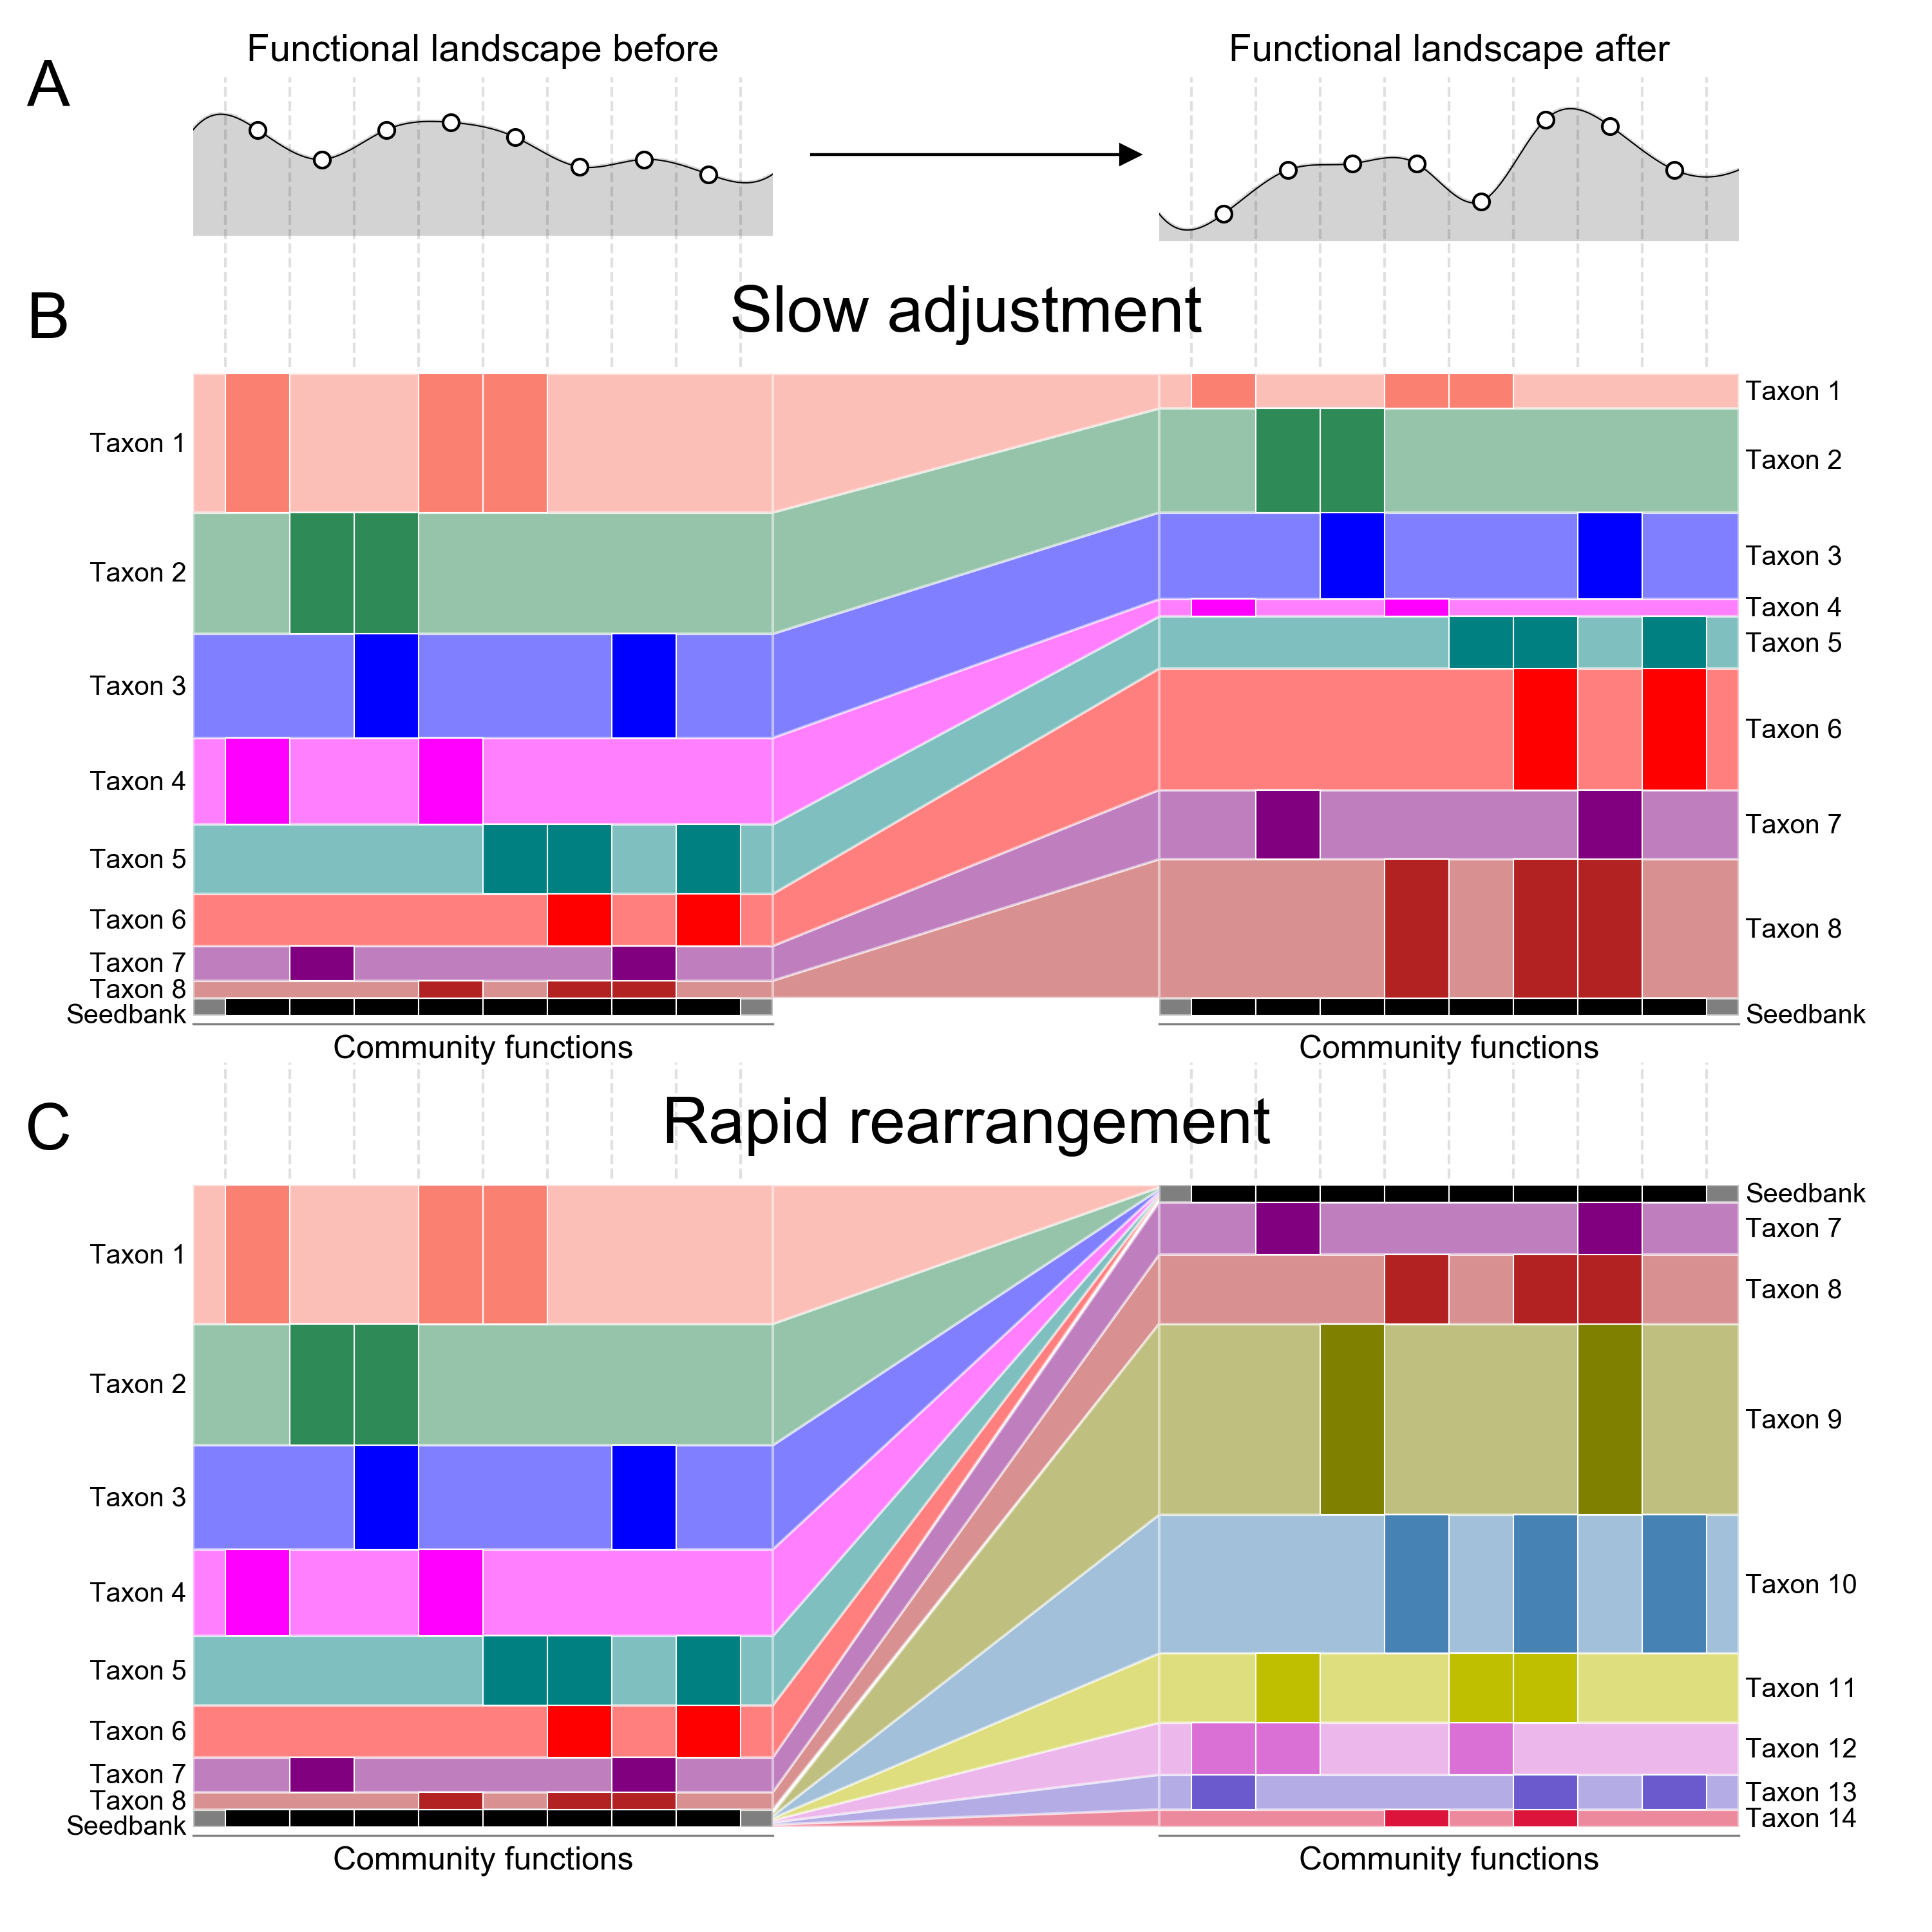 A
Functional landscape before
Functional landscape after
B
Slow adjustment
Taxon 1
Taxon 2
Taxon 3
Taxon 4
Taxon 5
Taxon 6
Taxon 7
Taxon 8
Seedbank
Community functions
Taxon 1
Taxon 2
Taxon 3
Taxon 4
Taxon 5
Taxon 6
Taxon 7
Taxon 8
Seedbank
Community functions
C
Rapid rearrangement
Taxon 1
Taxon 2
Taxon 3
Taxon 4
Taxon 5
Taxon 6
Taxon 7
Taxon 8
Seedbank
Community functions
Seedbank
Taxon 7
Taxon 8
Taxon 9
Taxon 10
Taxon 11
Taxon 12
Taxon 13
Taxon 14
Community functions